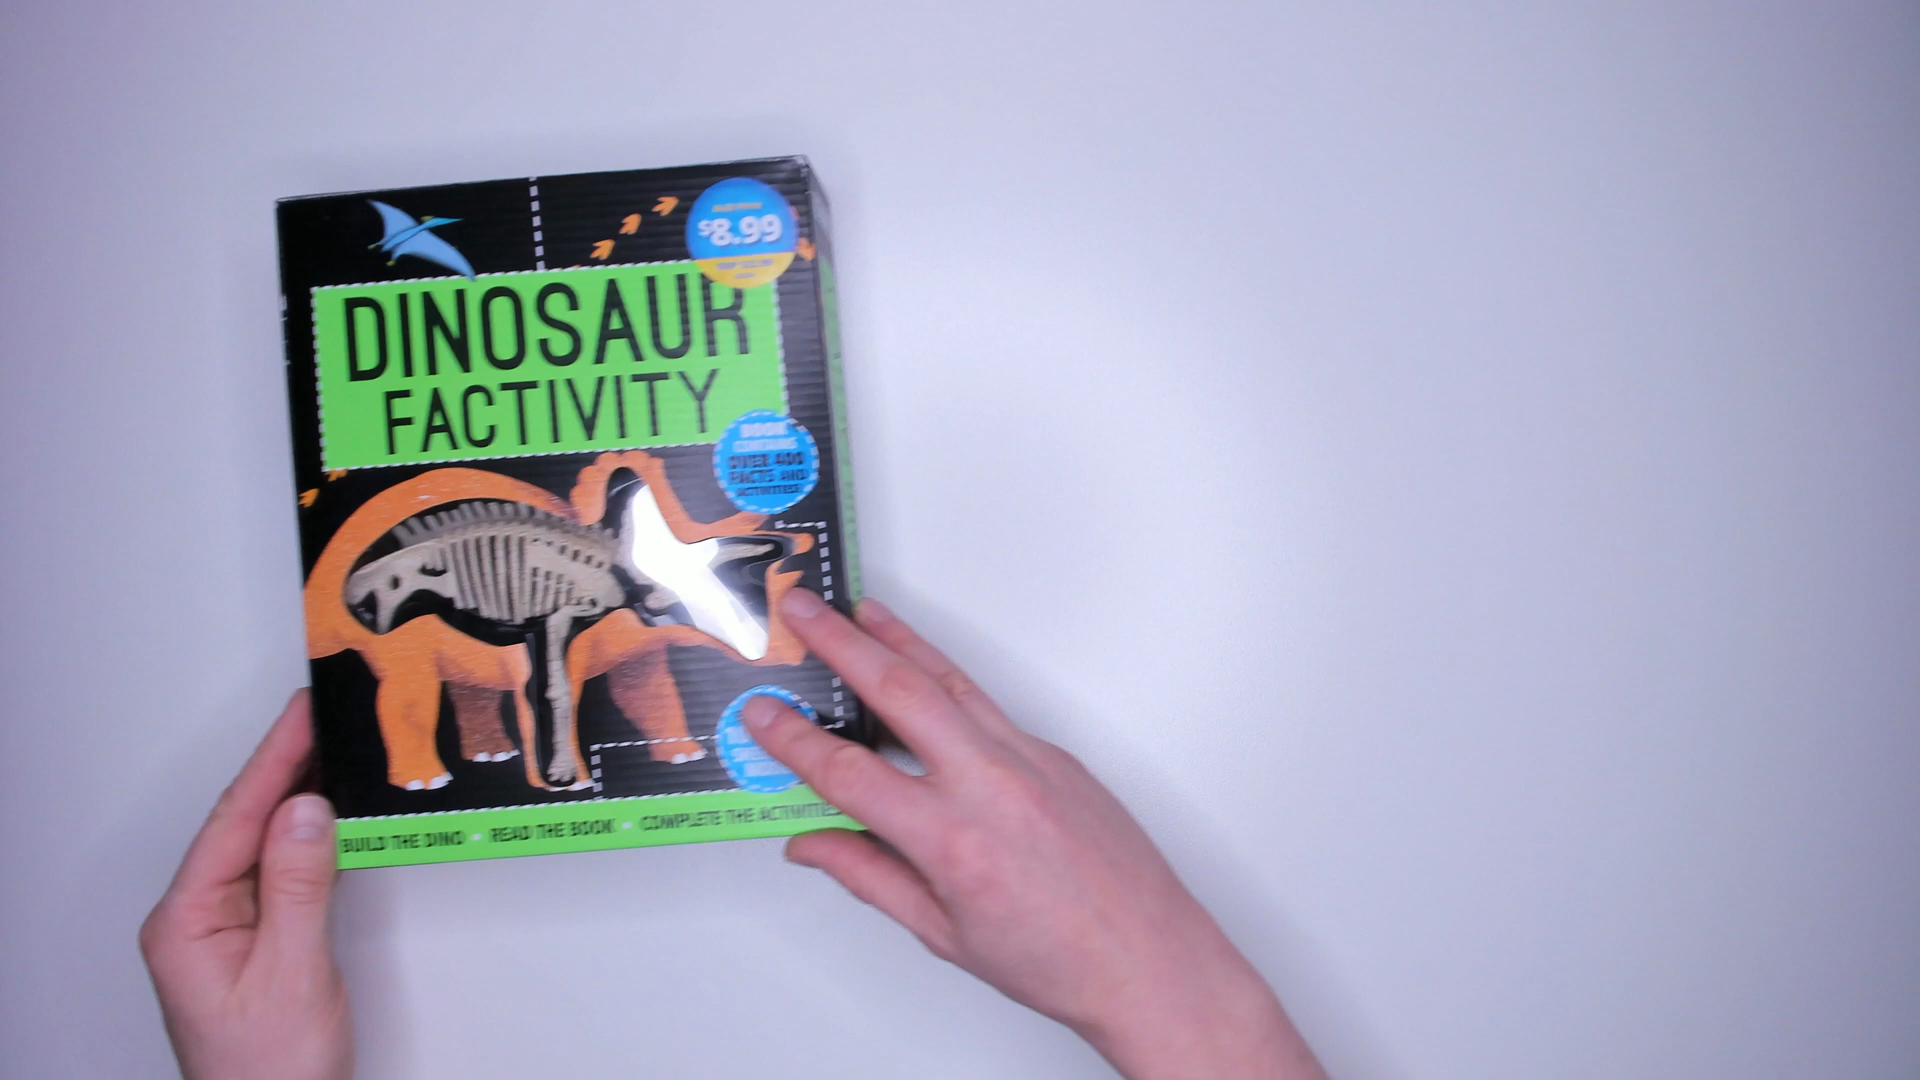 $8.99
DINOSAUR
FACTIVITY
BOOK
CONTAINS
OVER 400
FACTS AND
ACTIVITIES!
BUILD THE DINO • READ THE BOOK • COMPLETE THE ACTIVITIES